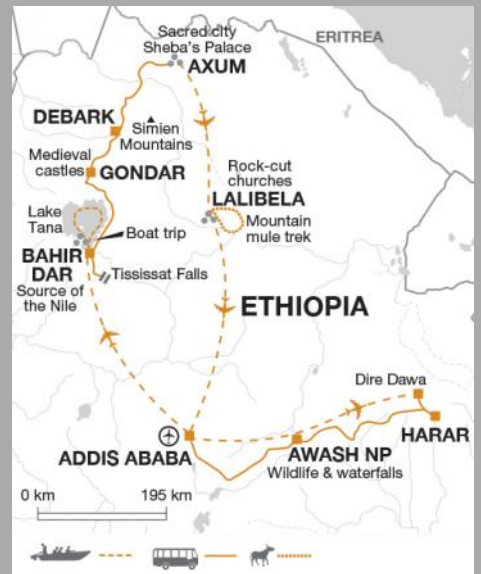 Sacred city
Sheba's Palace
AXUM
ERITREA
DEBARK
Simien
Mountains
Medieval
castles
GONDAR
Rock-cut
churches
LALIBELA
Mountain
mule trek
Lake
Tana
Boat trip
BAHIR
DAR
Tississat Falls
Source of
the Nile
ETHIOPIA
Dire Dawa
ADDIS ABABA
AWASH NP
HARAR
Wildlife & waterfalls
0 km
195 km